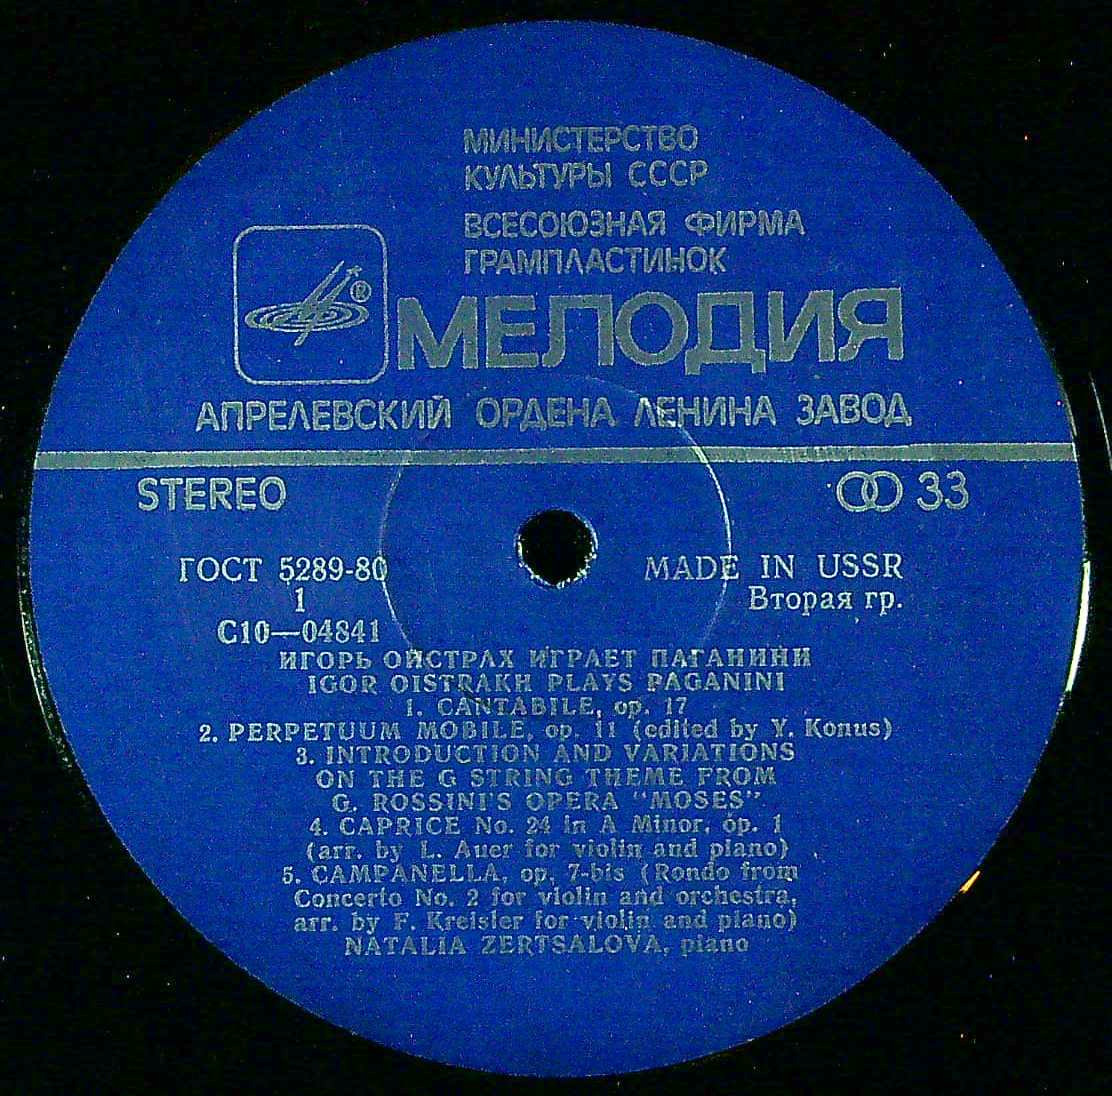 МИНИСТЕРСТВО
КУЛЬТУРЫ СССР
ВСЕСОЮЗНАЯ ФИРМА
ГРАМПЛАСТИНОК
®
МЕЛОДИЯ
АПРЕЛЕВСКИЙ ОРДЕНА ЛЕНИНА ЗАВОД
STEREO
33
ГОСТ 5289-80
MADE IN USSR
1
Вторая гр.
С10—04841
ИГОРЬ ОЙСТРАХ ИГРАЕТ ПАГАНИНИ
IGOR OISTRAKH PLAYS PAGANINI
1. CANTABILE, op. 17
2. PERPETUUM MOBILE, op. 11 (edited by Y. Konus)
3. INTRODUCTION AND VARIATIONS
ON THE G STRING THEME FROM
G. ROSSINI'S OPERA "MOSES"
4. CAPRICE No. 24 in A Minor, op. 1
(arr. by L. Auer for violin and piano)
5. CAMPANELLA, op. 7-bis (Rondo from
Concerto No. 2 for violin and orchestra,
arr. by F. Kreisler for violin and piano)
NATALIA ZERTSALOVA, piano